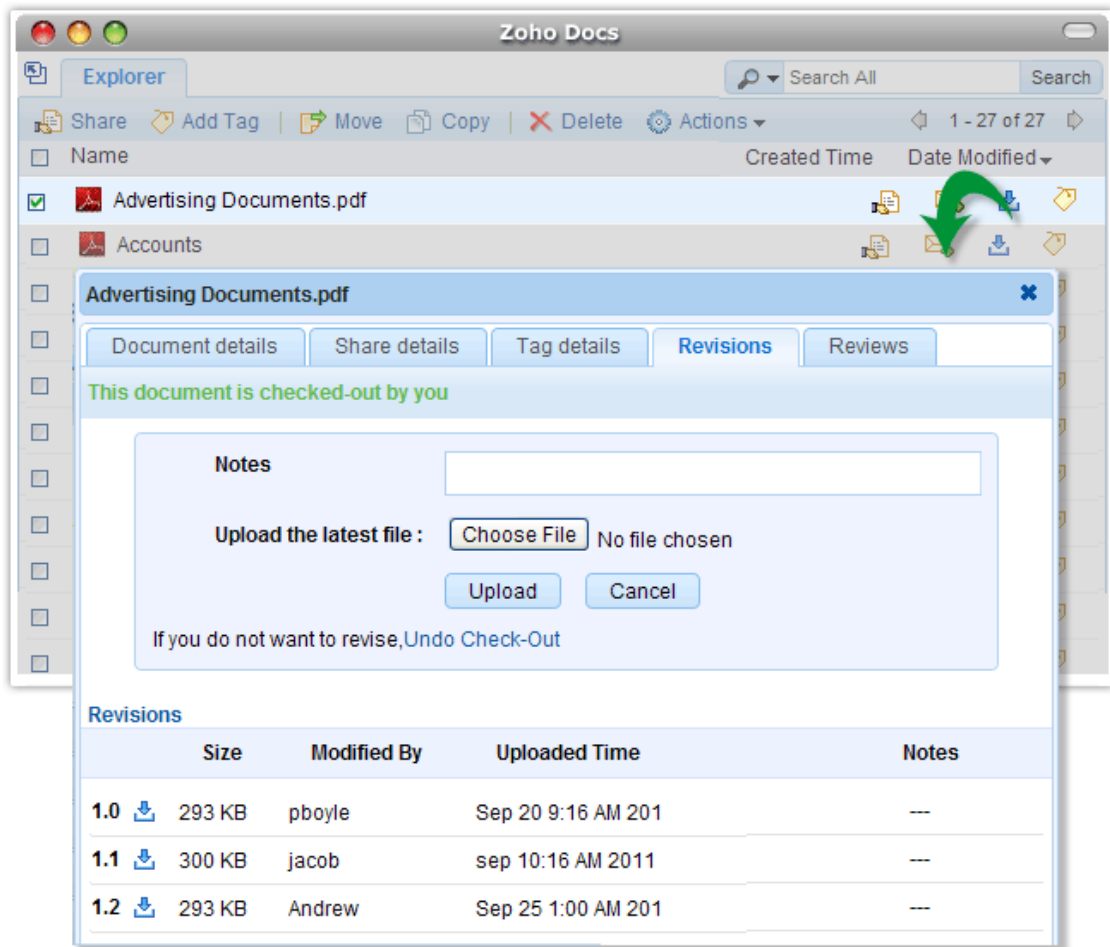 Zoho Docs
Explorer Search All Search
Share Add Tag | Move Copy | Delete Actions 1 - 27 of 27
Name Created Time Date Modified
Advertising Documents.pdf
Accounts
Advertising Documents.pdf
Document details Share details Tag details Revisions Reviews
This document is checked-out by you
Notes
Upload the latest file : Choose File No file chosen
Upload Cancel
If you do not want to revise,Undo Check-Out
Revisions
Size Modified By Uploaded Time Notes
1.0 293 KB pboyle Sep 20 9:16 AM 201 ---
1.1 300 KB jacob sep 10:16 AM 2011 ---
1.2 293 KB Andrew Sep 25 1:00 AM 201 ---